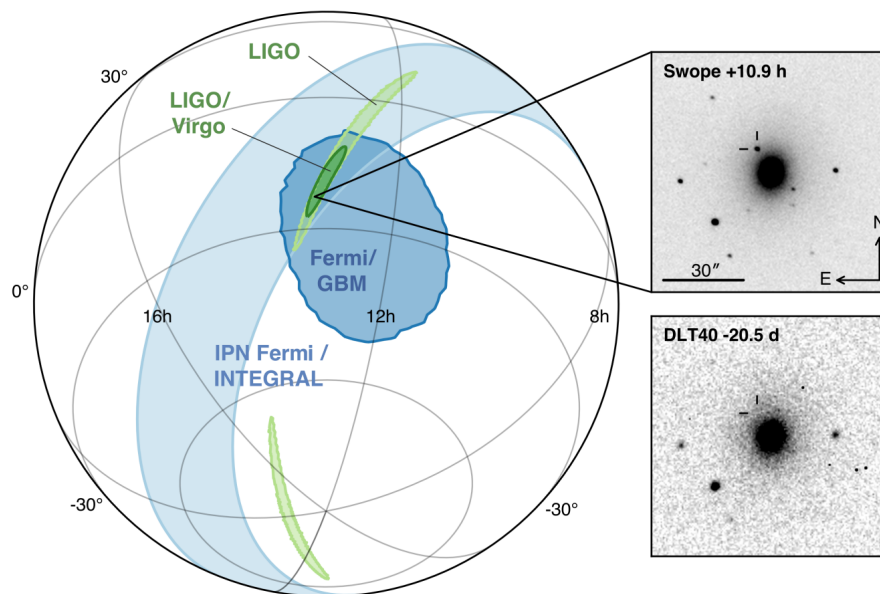 LIGO
30°
LIGO/
Virgo
0°
16h
12h
8h
Fermi/
GBM
IPN Fermi /
INTEGRAL
-30°
-30°
Swope +10.9 h
N
30″
E
DLT40 -20.5 d